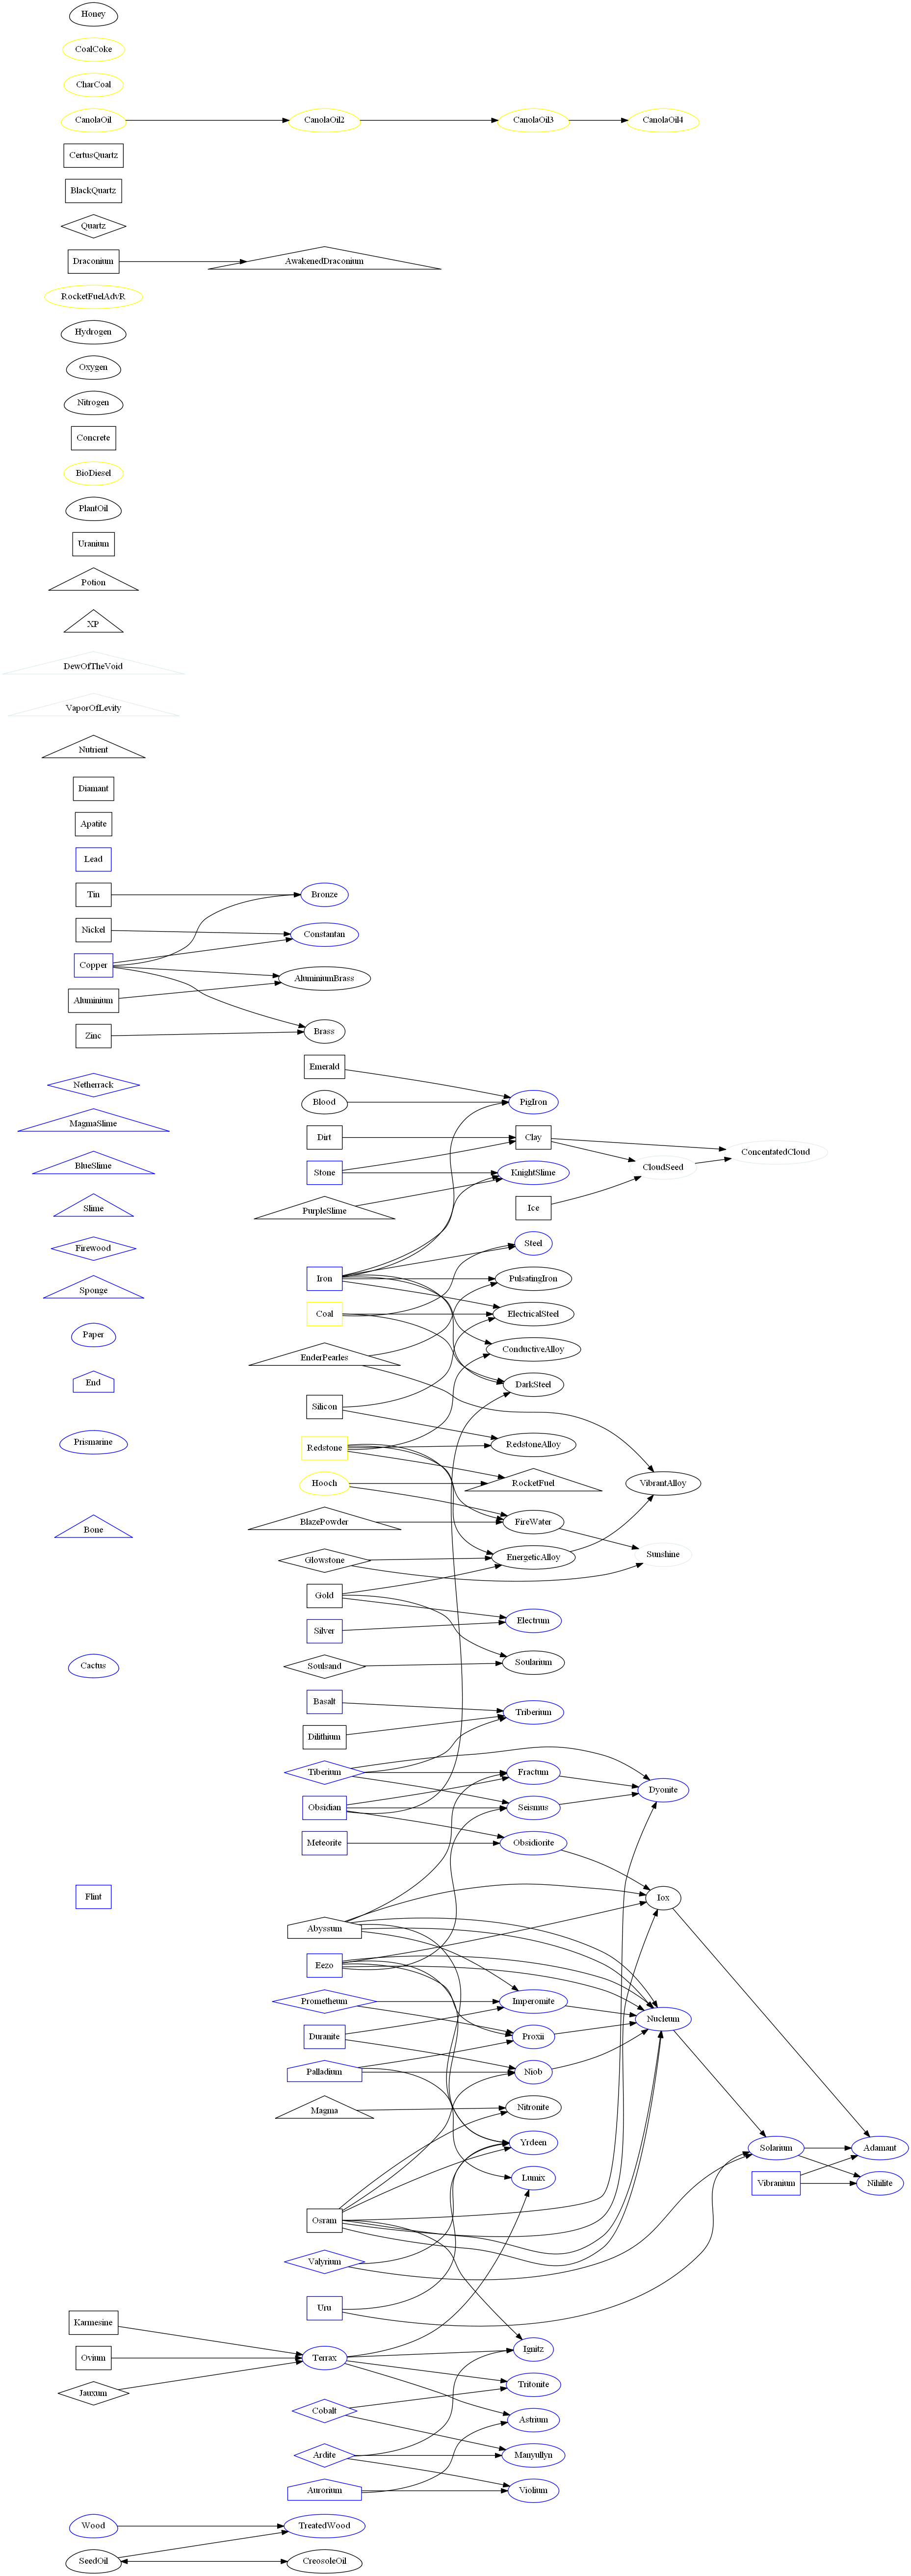 Honey
CoalCoke
CharCoal
CanolaOil
CanolaOil2
CanolaOil3
CanolaOil4
CertusQuartz
BlackQuartz
Quartz
Draconium
AwakenedDraconium
RocketFuelAdvR
Hydrogen
Oxygen
Nitrogen
Concrete
BioDiesel
PlantOil
Uranium
Potion
XP
DewOfTheVoid
VaporOfLevity
Nutrient
Diamant
Apatite
Lead
Tin
Bronze
Nickel
Constantan
Copper
AluminiumBrass
Aluminium
Zinc
Brass
Emerald
Netherrack
Blood
PigIron
MagmaSlime
Dirt
Clay
ConcentatedCloud
BlueSlime
Stone
KnightSlime
CloudSeed
Slime
PurpleSlime
Ice
Firewood
Steel
Sponge
Iron
PulsatingIron
Paper
Coal
ElectricalSteel
End
EnderPearles
ConductiveAlloy
DarkSteel
Silicon
Prismarine
Redstone
RedstoneAlloy
Hooch
RocketFuel
VibrantAlloy
Bone
BlazePowder
FireWater
Glowstone
EnergeticAlloy
Sunshine
Gold
Silver
Electrum
Cactus
Soulsand
Soularium
Basalt
Triberium
Dilithium
Tiberium
Fractum
Dyonite
Obsidian
Seismus
Meteorite
Obsidiorite
Flint
Iox
Abyssum
Eezo
Prometheum
Imperomite
Nucleum
Duranite
Proxii
Palladium
Niob
Magma
Nitronite
Yrdeen
Solarium
Adamant
Lumix
Vibranium
Nihilite
Osram
Valyrium
Uru
Karmesine
Ignitz
Ovium
Terrax
Jauxum
Tritonite
Cobalt
Astrium
Ardite
Manyullyn
Aurorium
Violium
Wood
TreatedWood
SeedOil
CreosoleOil